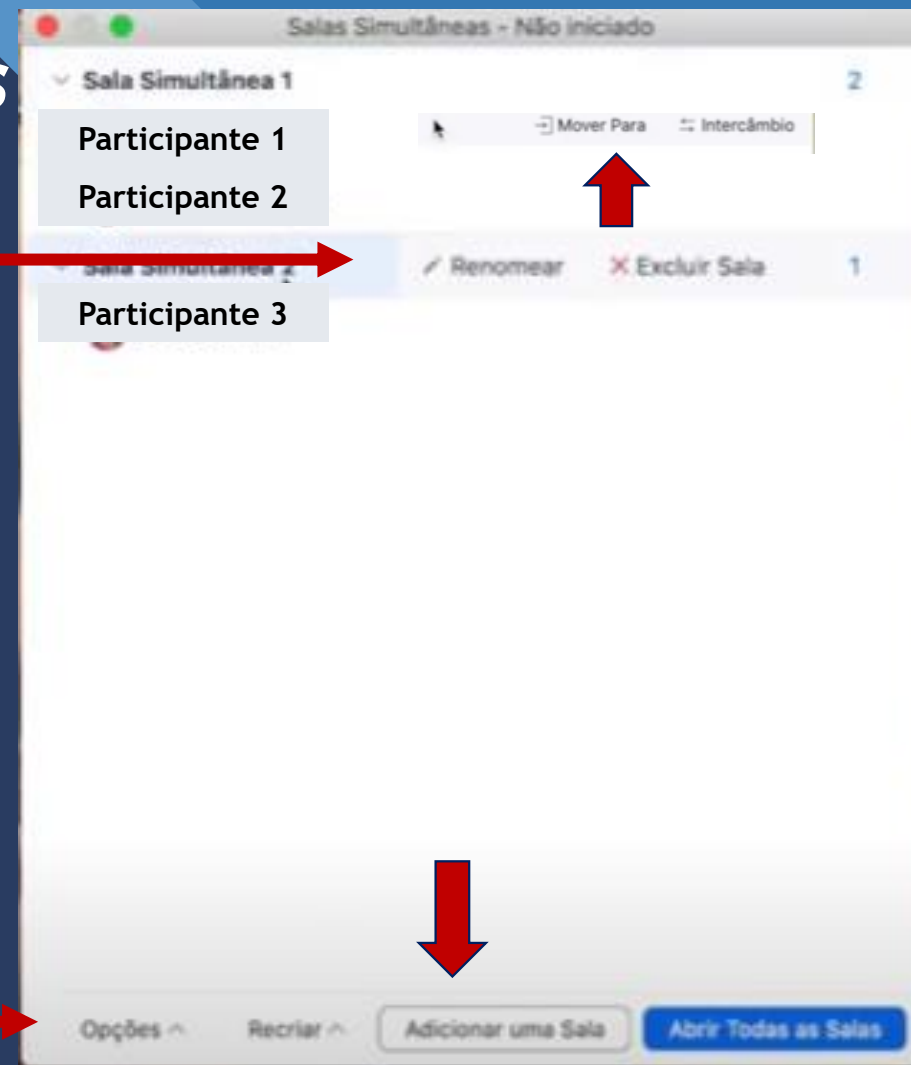 Salas Simultâneas - Não iniciado
s
Sala Simultânea 1 2
Participante 1 Mover Para Intercâmbio
Participante 2
Sala Simultânea 2 Renomear Excluir Sala 1
Participante 3
Opções Recriar Adicionar uma Sala Abrir Todas as Salas